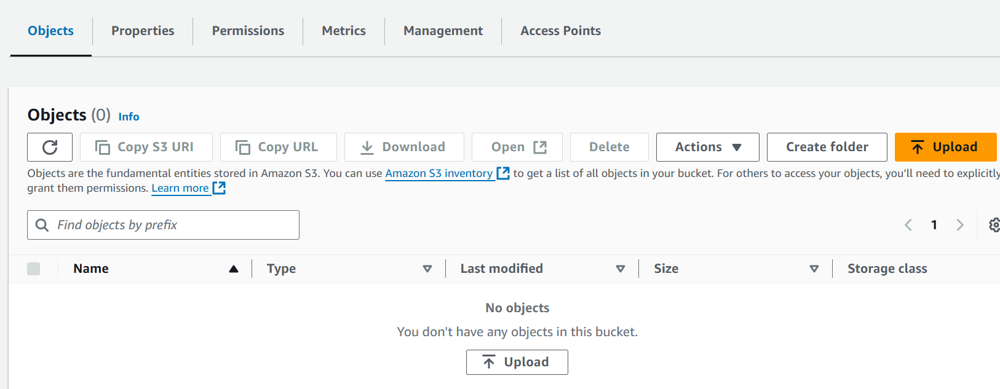 Objects Properties Permissions Metrics Management Access Points
Objects (0) Info
Copy S3 URI Copy URL Download Open Delete Actions Create folder Upload
Objects are the fundamental entities stored in Amazon S3. You can use Amazon S3 inventory to get a list of all objects in your bucket. For others to access your objects, you’ll need to explicitly
grant them permissions. Learn more
Find objects by prefix
1
Name Type Last modified Size Storage class
No objects
You don't have any objects in this bucket.
Upload